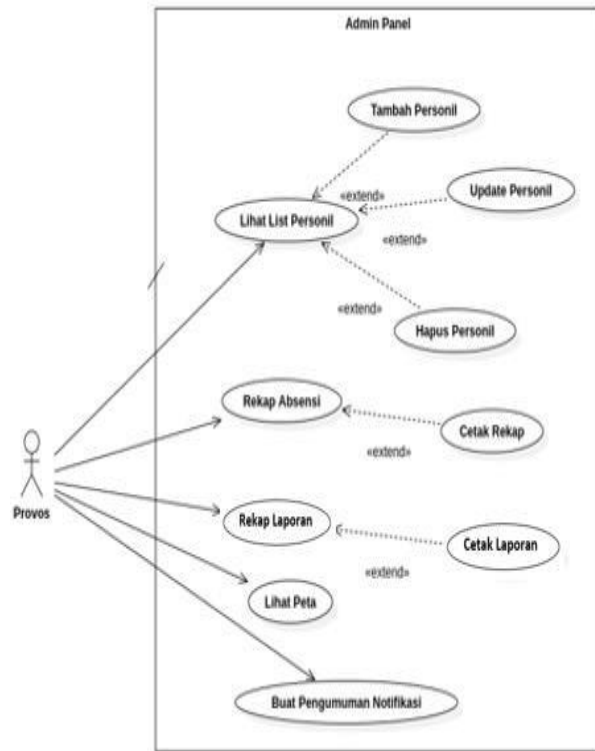 Admin Panel
Tambah Personil
«extend»
Update Personil
Lihat List Personil
«extend»
«extend»
Hapus Personil
Rekap Absensi
Cetak Rekap
«extend»
Provos
Rekap Laporan
Cetak Laporan
«extend»
Lihat Peta
Buat Pengumuman Notifikasi